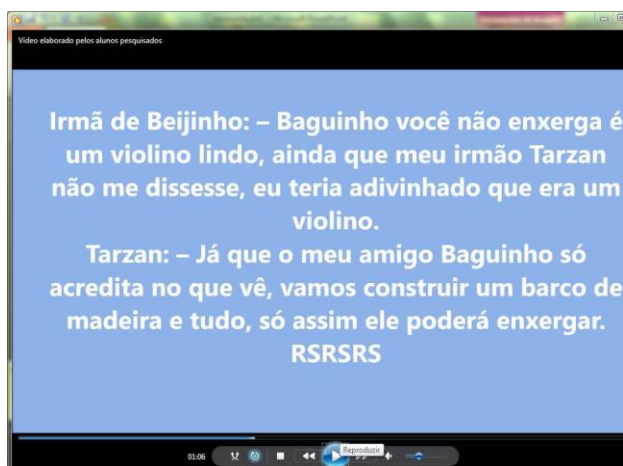 Vídeo elaborado pelos alunos pesquisados
Irmã de Beijinho: – Baguinho você não enxerga é
um violino lindo, ainda que meu irmão Tarzan
não me dissesse, eu teria adivinhado que era um
violino.
Tarzan: – Já que o meu amigo Baguinho só
acredita no que vê, vamos construir um barco de
madeira e tudo, só assim ele poderá enxergar.
RSRSRS
01:06
Reproduzir